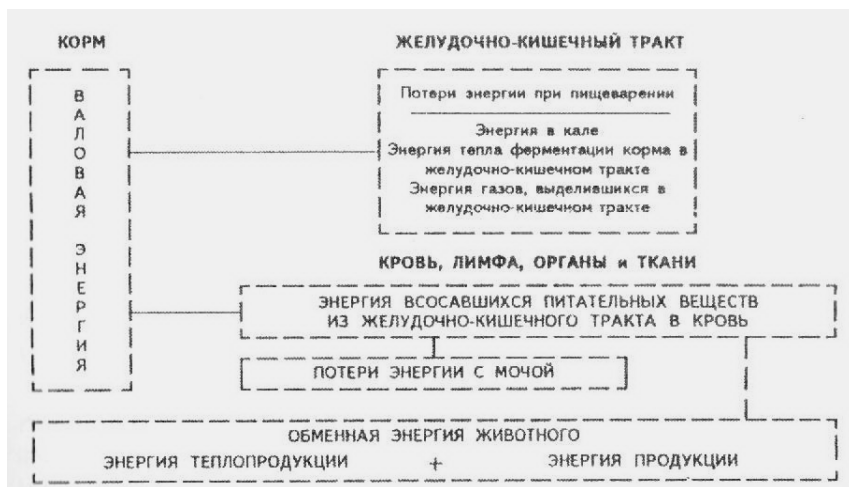 КОРМ
ЖЕЛУДОЧНО-КИШЕЧНЫЙ ТРАКТ
ВАЛОВАЯ ЭНЕРГИЯ
Потери энергии при пищеварении
Энергия в кале
Энергия тепла ферментации корма в
желудочно-кишечном тракте
Энергия газов, выделившихся в
желудочно-кишечном тракте
КРОВЬ, ЛИМФА, ОРГАНЫ и ТКАНИ
ЭНЕРГИЯ ВСОСАВШИХСЯ ПИТАТЕЛЬНЫХ ВЕЩЕСТВ
ИЗ ЖЕЛУДОЧНО-КИШЕЧНОГО ТРАКТА В КРОВЬ
ПОТЕРИ ЭНЕРГИИ С МОЧОЙ
ОБМЕННАЯ ЭНЕРГИЯ ЖИВОТНОГО
ЭНЕРГИЯ ТЕПЛОПРОДУКЦИИ + ЭНЕРГИЯ ПРОДУКЦИИ